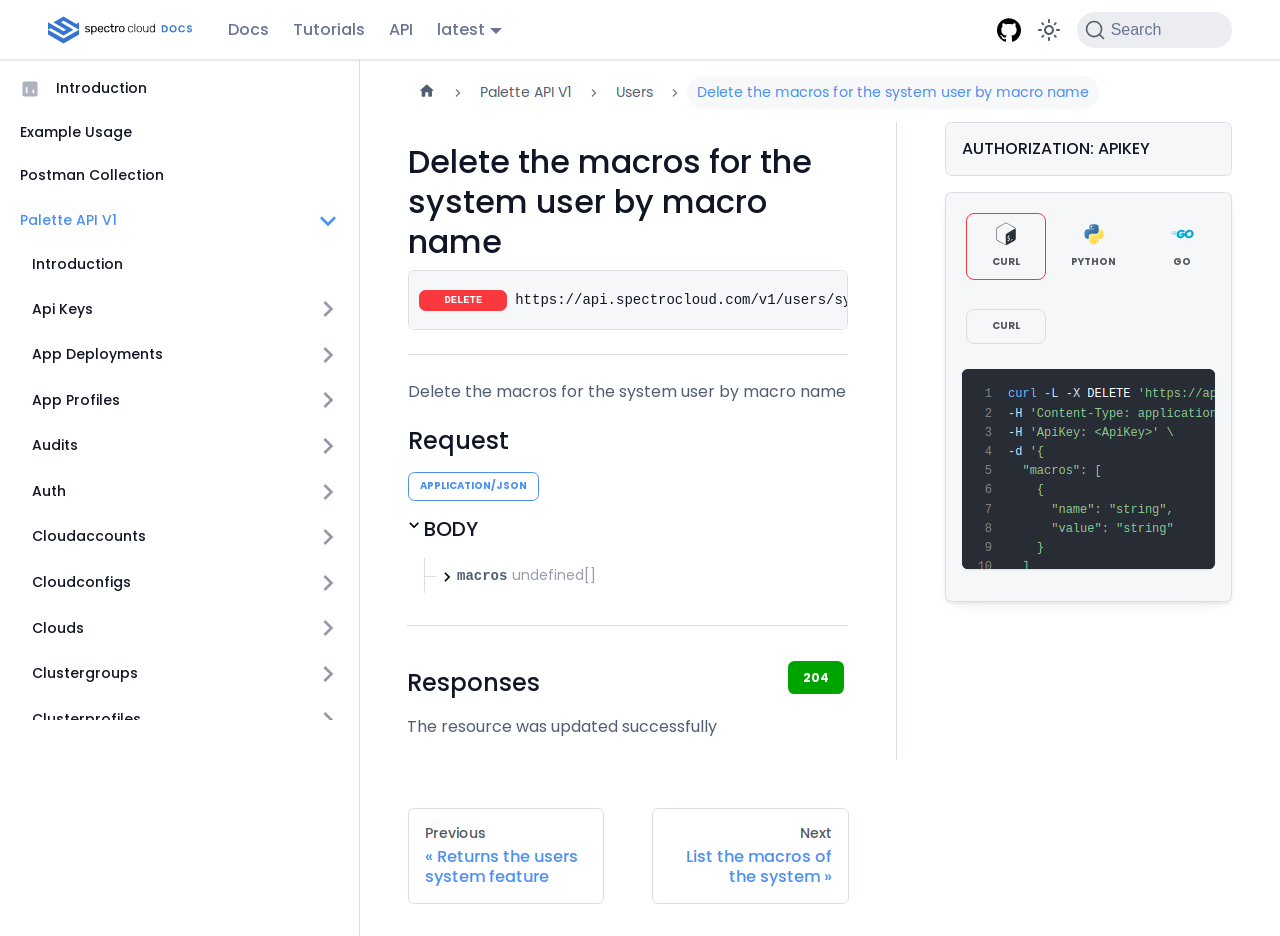 spectro cloud DOCS
Docs
Tutorials
API
latest
Search
Introduction
Example Usage
Postman Collection
Palette API V1
Introduction
Api Keys
App Deployments
App Profiles
Audits
Auth
Cloudaccounts
Cloudconfigs
Clouds
Clustergroups
Clusterprofiles
Palette API V1
Users
Delete the macros for the system user by macro name
Delete the macros for the
system user by macro
name
DELETE https://api.spectrocloud.com/v1/users/sy
Delete the macros for the system user by macro name
Request
APPLICATION/JSON
BODY
macros undefined[]
Responses
204
The resource was updated successfully
Previous
« Returns the users
system feature
Next
List the macros of
the system »
AUTHORIZATION: APIKEY
CURL
PYTHON
GO
CURL
1 curl -L -X DELETE 'https://ap
2 -H 'Content-Type: application
3 -H 'ApiKey: <ApiKey>' \
4 -d '{
5 "macros": [
6 {
7 "name": "string",
8 "value": "string"
9 }
10 ]